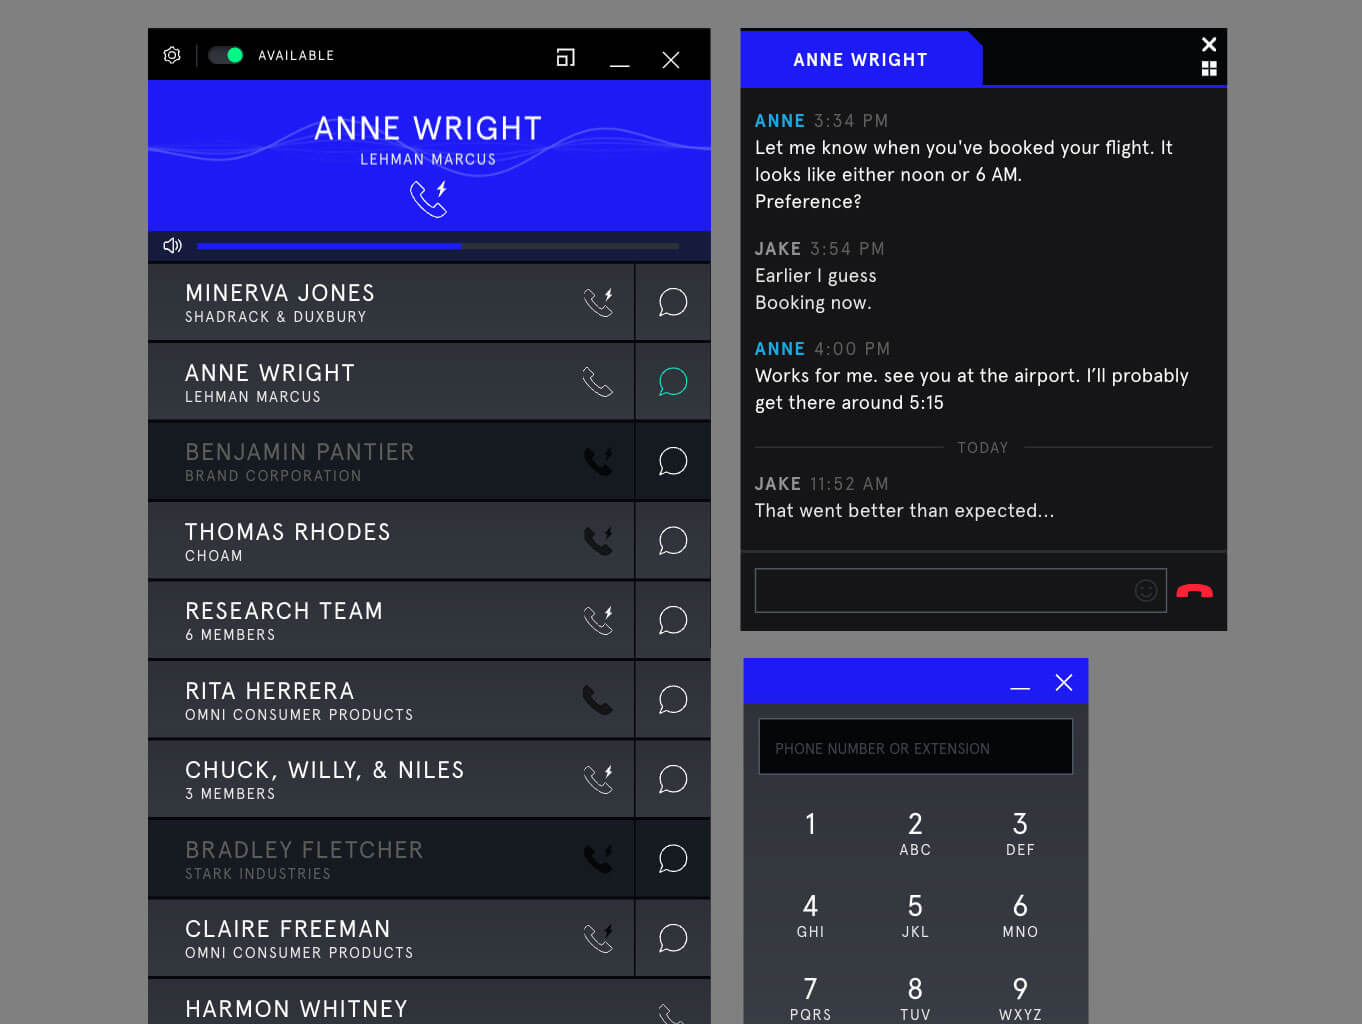 AVAILABLE
ANNE WRIGHT
LEHMAN MARCUS
MINERVA JONES
SHADRACK & DUXBURY
ANNE WRIGHT
LEHMAN MARCUS
BENJAMIN PANTIER
BRAND CORPORATION
THOMAS RHODES
CHOAM
RESEARCH TEAM
6 MEMBERS
RITA HERRERA
OMNI CONSUMER PRODUCTS
CHUCK, WILLY, & NILES
3 MEMBERS
BRADLEY FLETCHER
STARK INDUSTRIES
CLAIRE FREEMAN
OMNI CONSUMER PRODUCTS
HARMON WHITNEY
ANNE WRIGHT
ANNE 3:34 PM
Let me know when you've booked your flight. It
looks like either noon or 6 AM.
Preference?
JAKE 3:54 PM
Earlier I guess
Booking now.
ANNE 4:00 PM
Works for me. see you at the airport. I’ll probably
get there around 5:15
TODAY
JAKE 11:52 AM
That went better than expected...
PHONE NUMBER OR EXTENSION
1 2 3
ABC DEF
4 5 6
GHI JKL MNO
7 8 9
PQRS TUV WXYZ